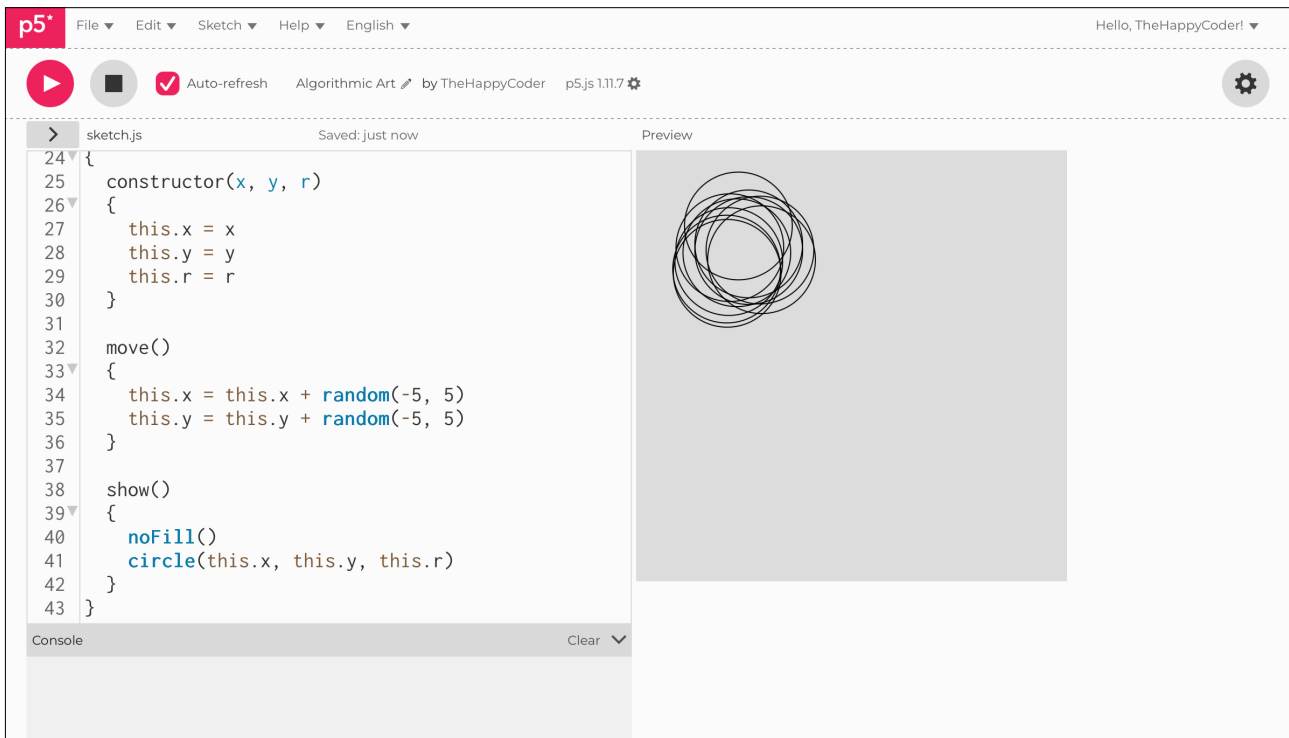 p5* File Edit Sketch Help English Hello, TheHappyCoder!
Auto-refresh Algorithmic Art by TheHappyCoder p5.js 1.11.7
sketch.js Saved: just now Preview
24 {
25 constructor(x, y, r)
26 {
27 this.x = x
28 this.y = y
29 this.r = r
30 }
31
32 move()
33 {
34 this.x = this.x + random(-5, 5)
35 this.y = this.y + random(-5, 5)
36 }
37
38 show()
39 {
40 noFill()
41 circle(this.x, this.y, this.r)
42 }
43 }
Console Clear